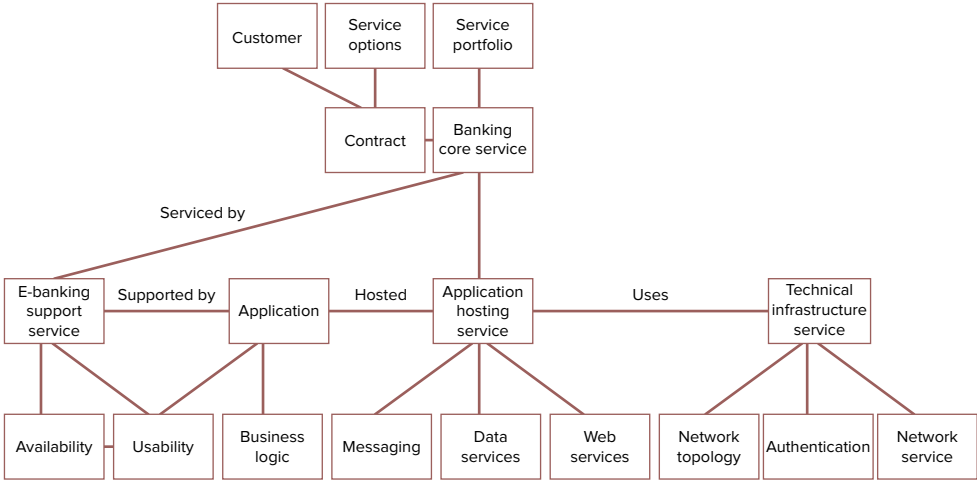 Customer
Service
options
Service
portfolio
Contract
Banking
core service
Serviced by
E-banking
support
service
Supported by
Application
Hosted
Application
hosting
service
Uses
Technical
infrastructure
service
Availability
Usability
Business
logic
Messaging
Data
services
Web
services
Network
topology
Authentication
Network
service